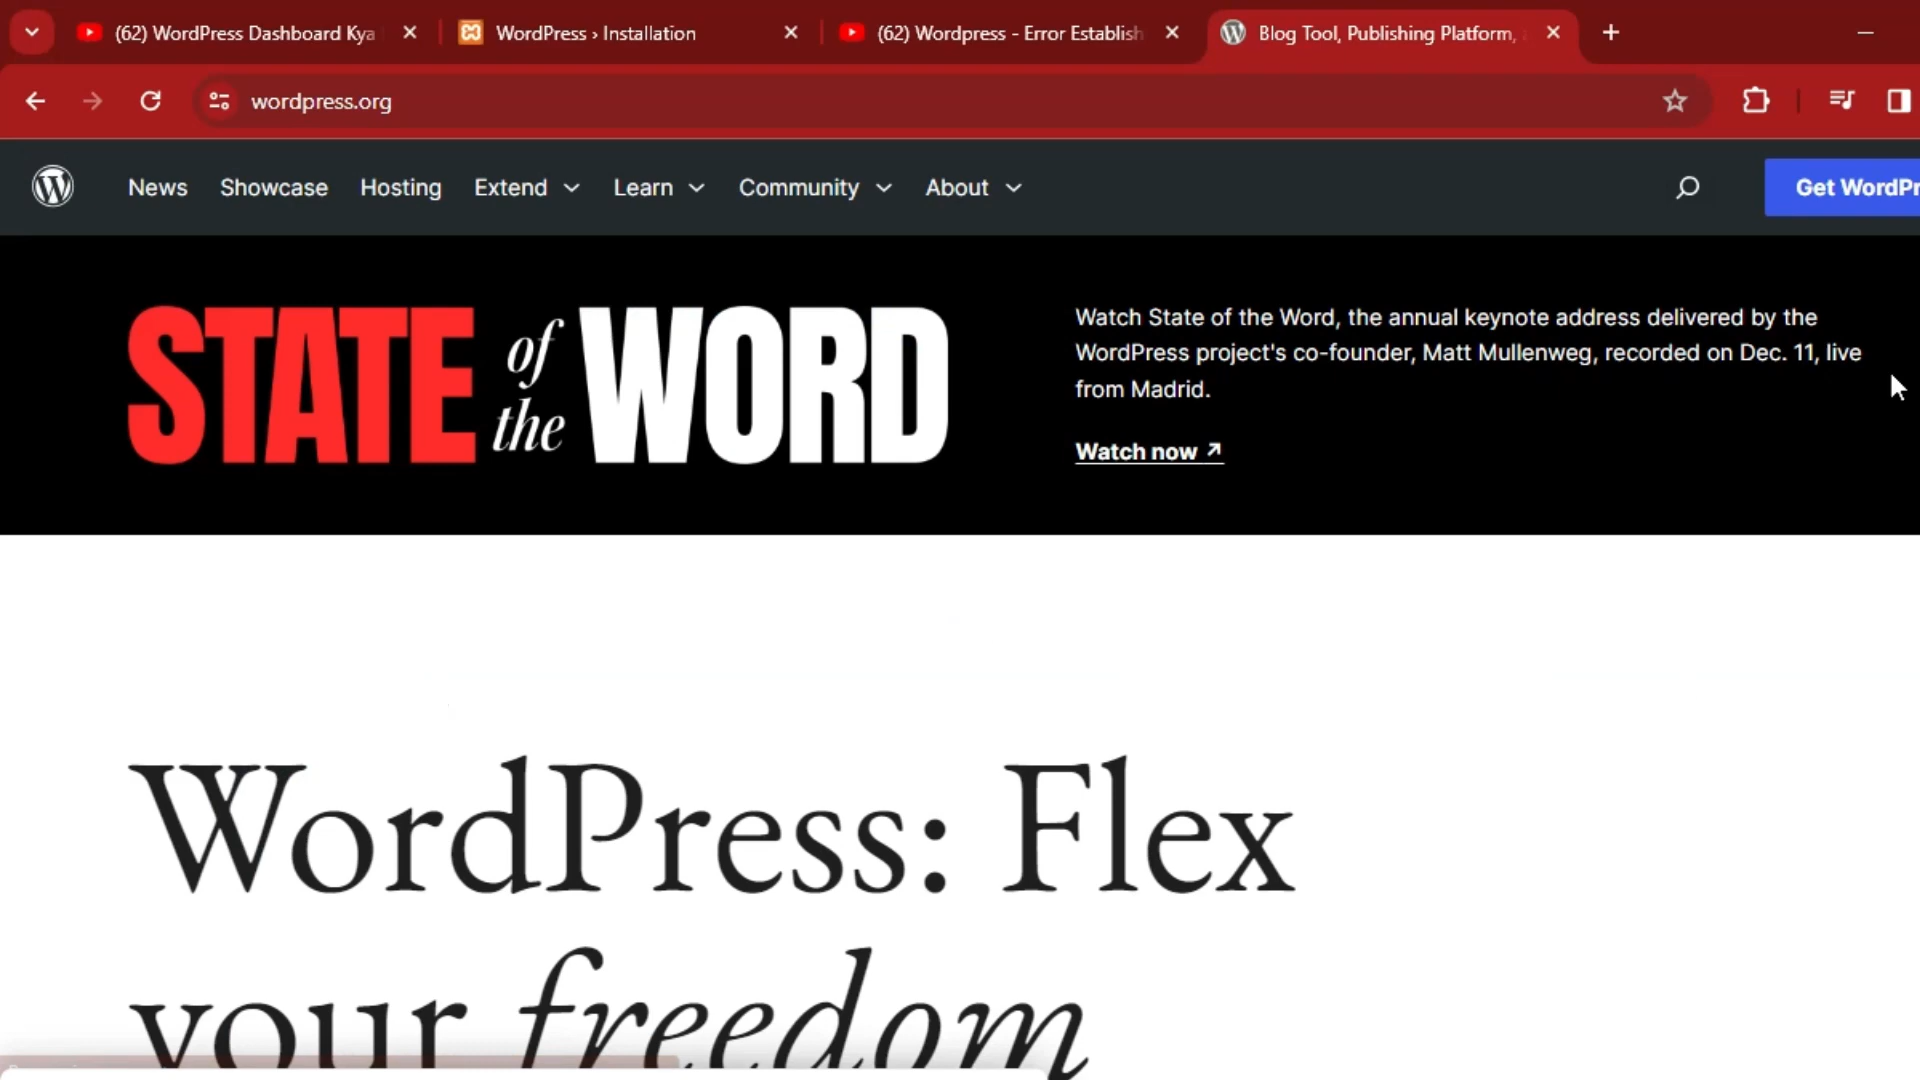 (62) WordPress Dashboard Kya
WordPress › Installation
(62) Wordpress - Error Establish
Blog Tool, Publishing Platform,
wordpress.org
News
Showcase
Hosting
Extend
Learn
Community
About
Get WordPr
STATE of the WORD
Watch State of the Word, the annual keynote address delivered by the
WordPress project's co-founder, Matt Mullenweg, recorded on Dec. 11, live
from Madrid.
Watch now ↗
WordPress: Flex
your freedom